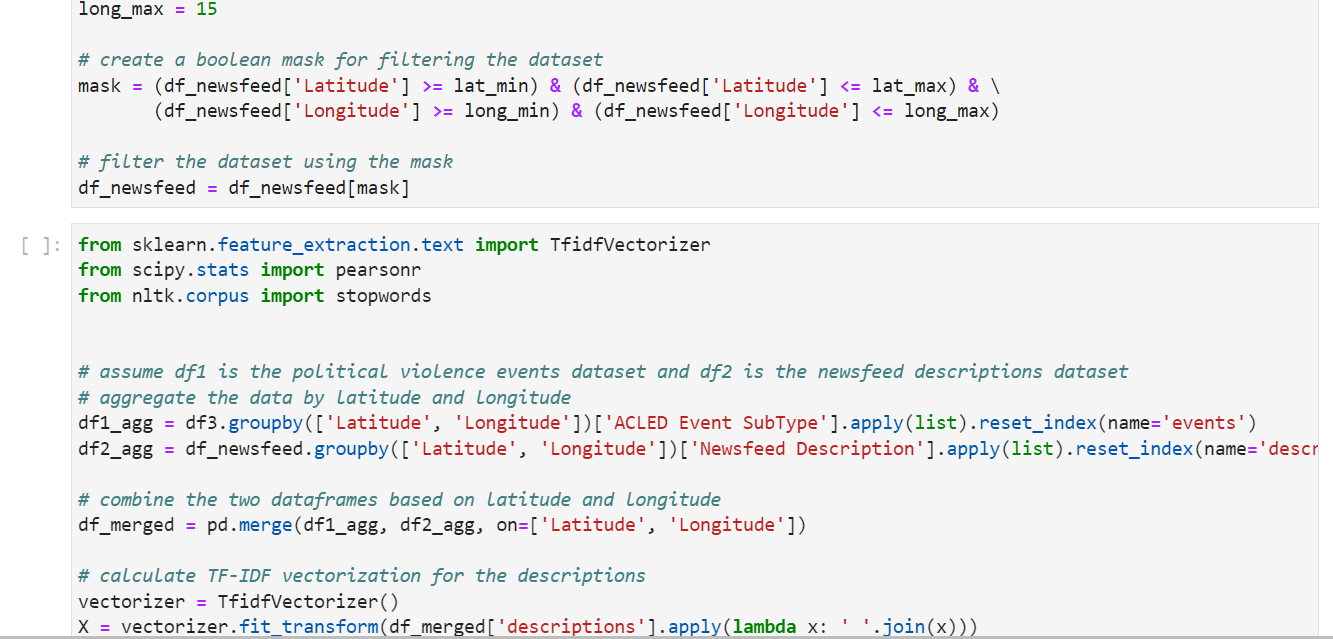 long_max = 15
# create a boolean mask for filtering the dataset
mask = (df_newsfeed['Latitude'] >= lat_min) & (df_newsfeed['Latitude'] <= lat_max) & \
(df_newsfeed['Longitude'] >= long_min) & (df_newsfeed['Longitude'] <= long_max)
# filter the dataset using the mask
df_newsfeed = df_newsfeed[mask]
[ ]: from sklearn.feature_extraction.text import TfidfVectorizer
from scipy.stats import pearsonr
from nltk.corpus import stopwords
# assume df1 is the political violence events dataset and df2 is the newsfeed descriptions dataset
# aggregate the data by latitude and longitude
df1_agg = df3.groupby(['Latitude', 'Longitude'])['ACLED Event SubType'].apply(list).reset_index(name='events')
df2_agg = df_newsfeed.groupby(['Latitude', 'Longitude'])['Newsfeed Description'].apply(list).reset_index(name='descr
# combine the two dataframes based on latitude and longitude
df_merged = pd.merge(df1_agg, df2_agg, on=['Latitude', 'Longitude'])
# calculate TF-IDF vectorization for the descriptions
vectorizer = TfidfVectorizer()
X = vectorizer.fit_transform(df_merged['descriptions'].apply(lambda x: ' '.join(x)))